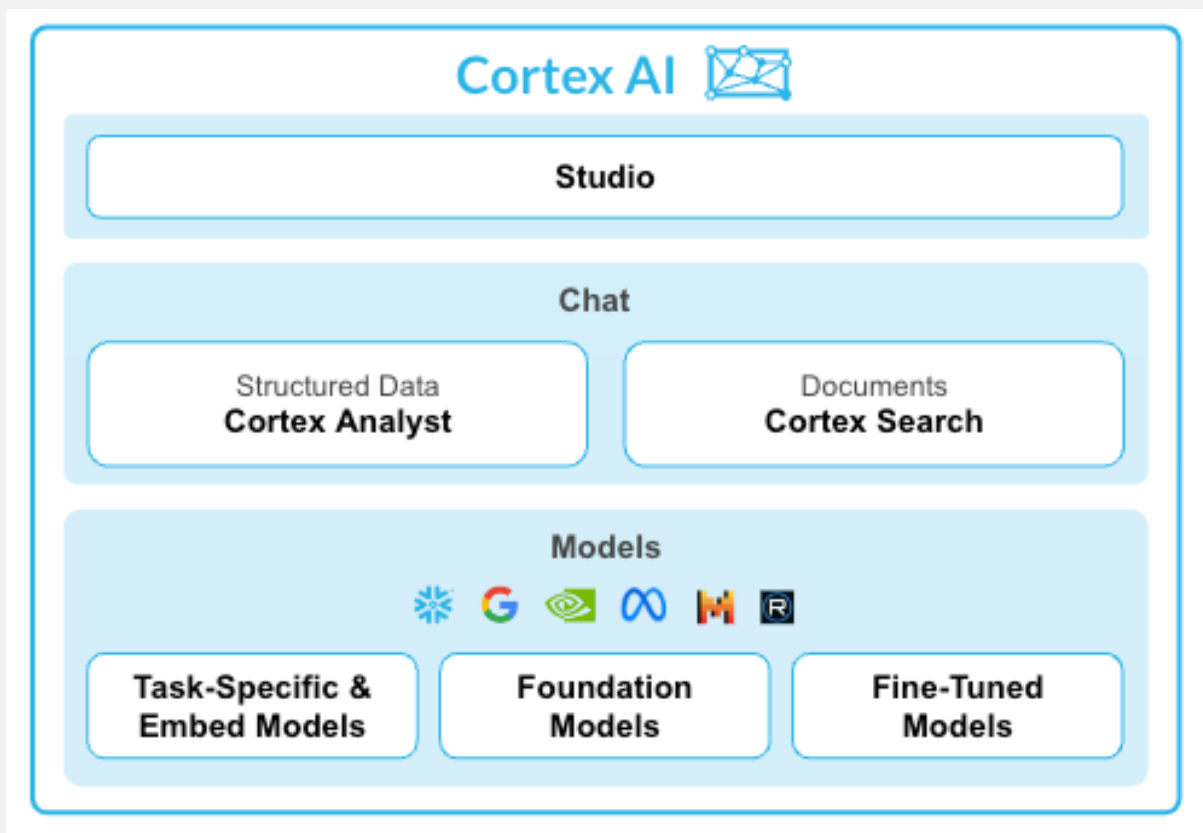 Cortex AI
Studio
Chat
Structured Data
Cortex Analyst
Documents
Cortex Search
Models
Task-Specific &
Embed Models
Foundation
Models
Fine-Tuned
Models